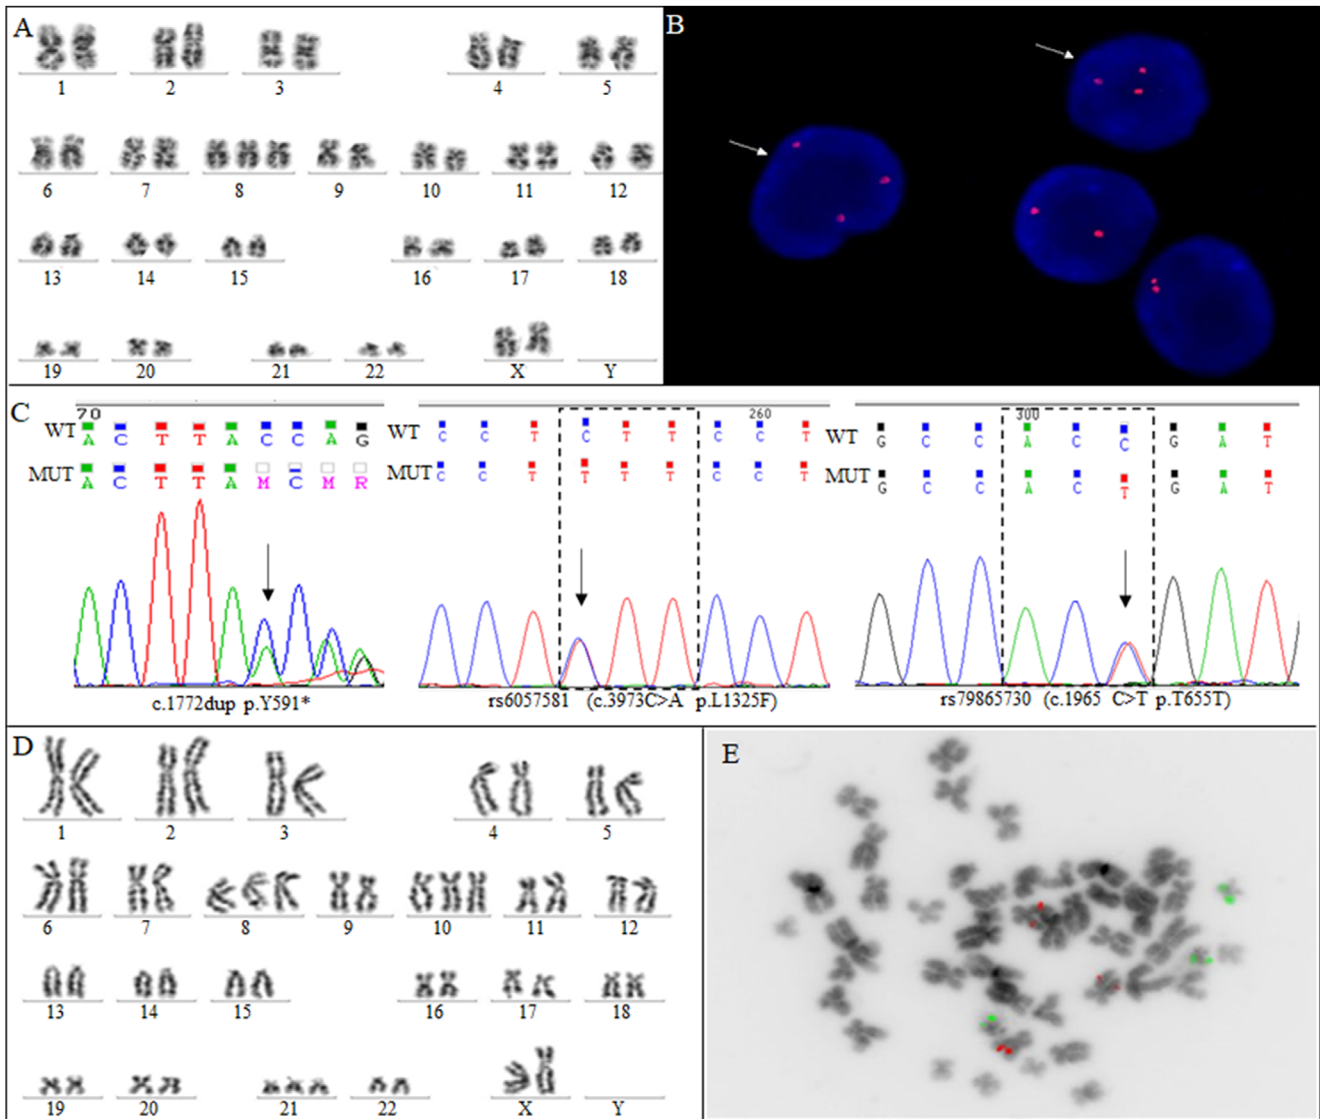 A
1 2 3 4 5
6 7 8 9 10 11 12
13 14 15 16 17 18
19 20 21 22 X Y
B
C
70
WT A C T T A C C A G
MUT A C T T A M C M R
c.1772dup p.Y591*
260
WT C C T C T T C C T
MUT C C T T T T C C T
rs6057581 (c.3973C>A p.L1325F)
300
WT G C C A C C G A T
MUT G C C A C T G A T
rs79865730 (c.1965 C>T p.T655T)
D
1 2 3 4 5
6 7 8 9 10 11 12
13 14 15 16 17 18
19 20 21 22 X Y
E